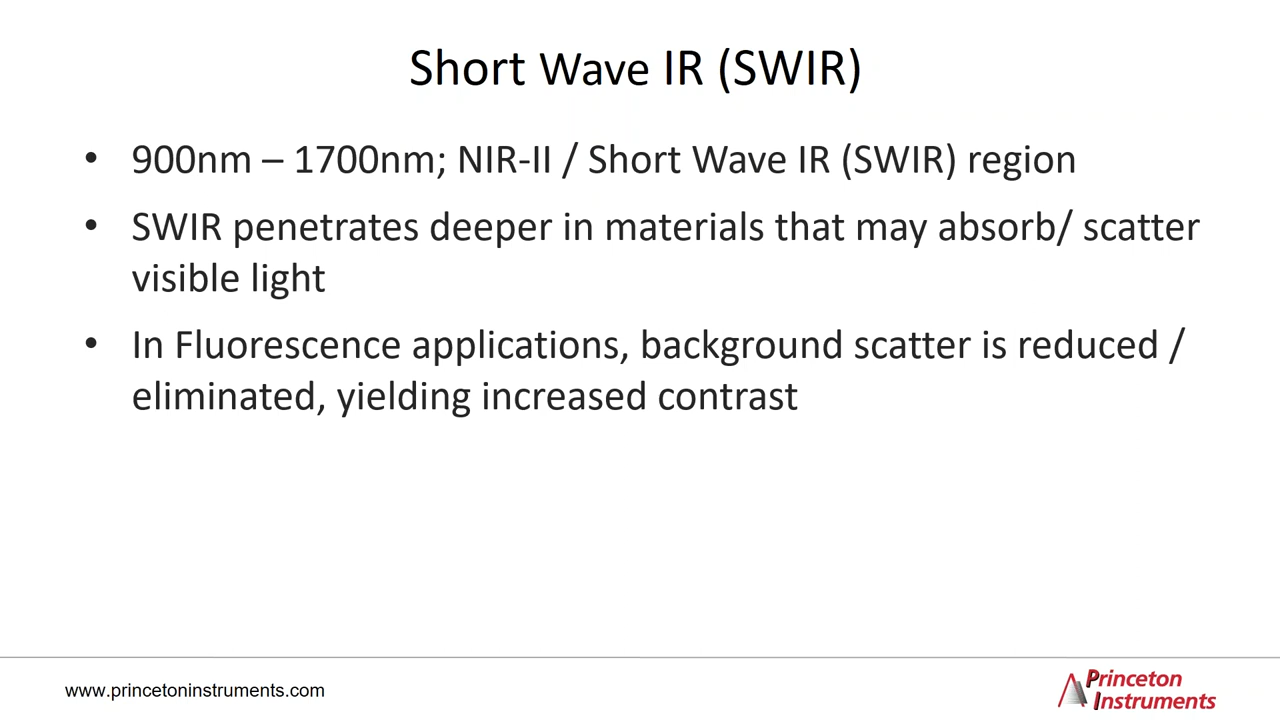 Short Wave IR (SWIR)
• 900nm – 1700nm; NIR-II / Short Wave IR (SWIR) region
• SWIR penetrates deeper in materials that may absorb/ scatter
visible light
• In Fluorescence applications, background scatter is reduced /
eliminated, yielding increased contrast
www.princetoninstruments.com
Princeton
Instruments